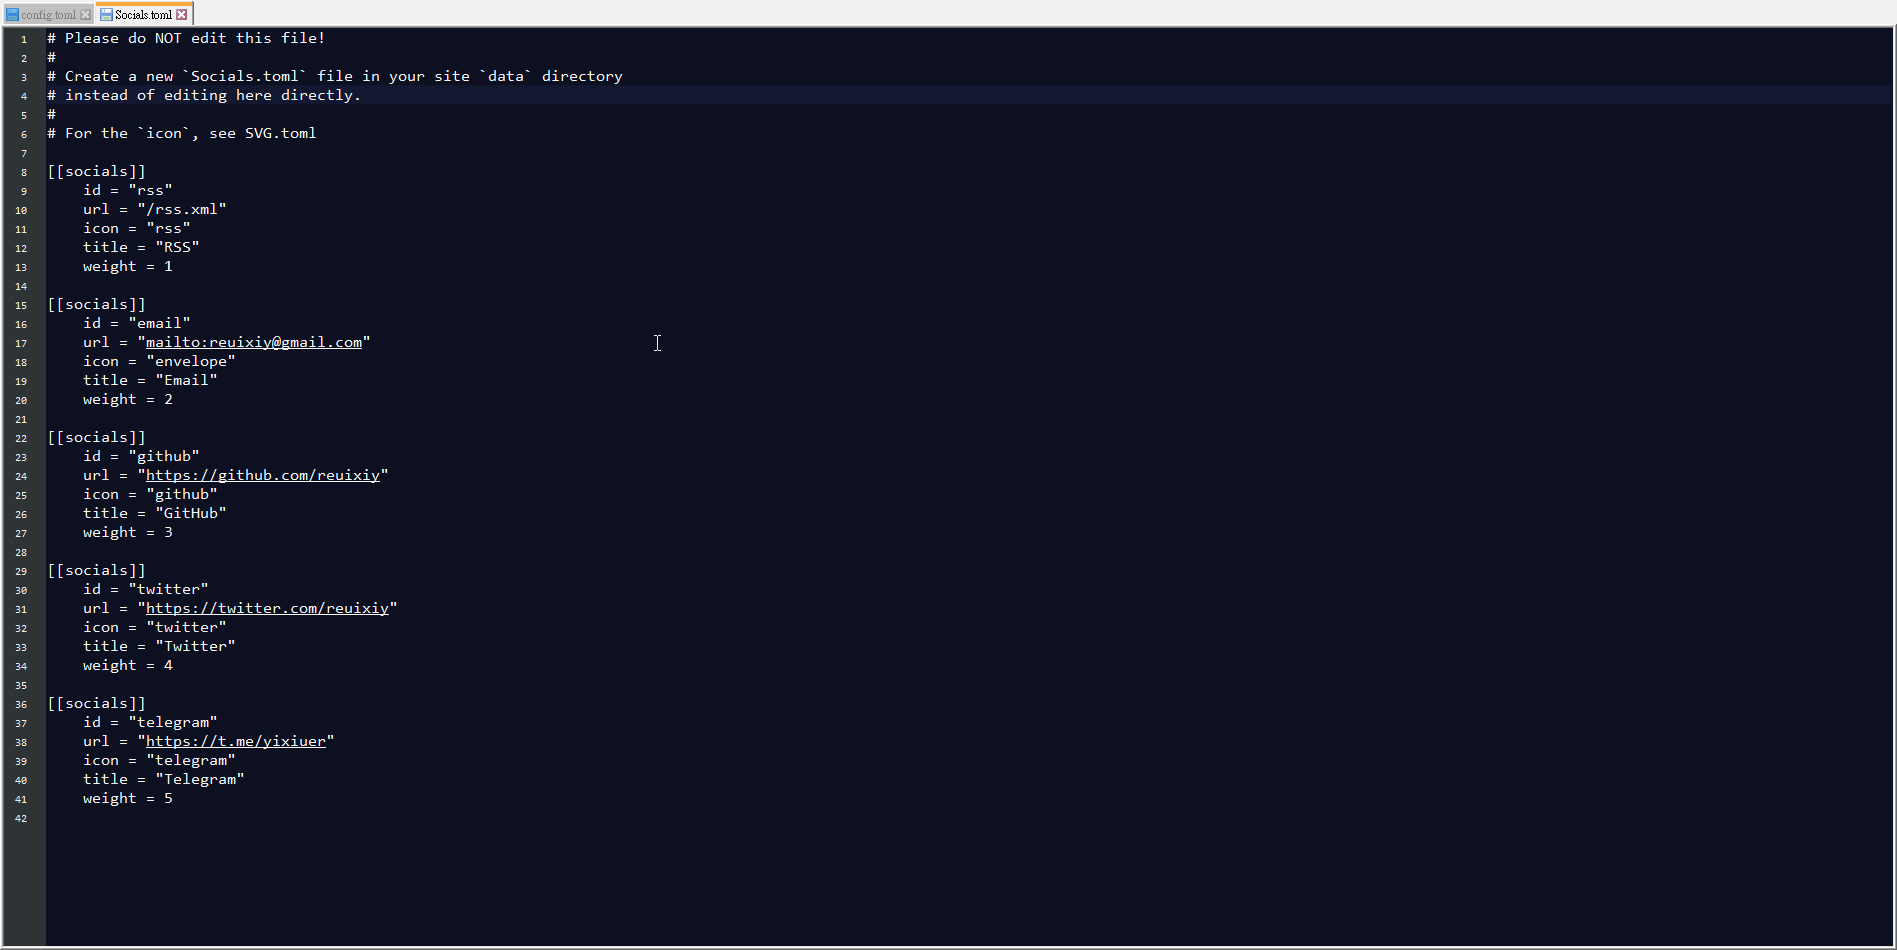 config.toml Socials.toml
1 # Please do NOT edit this file!
2 #
3 # Create a new `Socials.toml` file in your site `data` directory
4 # instead of editing here directly.
5 #
6 # For the `icon`, see SVG.toml
7
8 [[socials]]
9     id = "rss"
10     url = "/rss.xml"
11     icon = "rss"
12     title = "RSS"
13     weight = 1
14
15 [[socials]]
16     id = "email"
17     url = "mailto:reuixiy@gmail.com"
18     icon = "envelope"
19     title = "Email"
20     weight = 2
21
22 [[socials]]
23     id = "github"
24     url = "https://github.com/reuixiy"
25     icon = "github"
26     title = "GitHub"
27     weight = 3
28
29 [[socials]]
30     id = "twitter"
31     url = "https://twitter.com/reuixiy"
32     icon = "twitter"
33     title = "Twitter"
34     weight = 4
35
36 [[socials]]
37     id = "telegram"
38     url = "https://t.me/yixiuer"
39     icon = "telegram"
40     title = "Telegram"
41     weight = 5
42